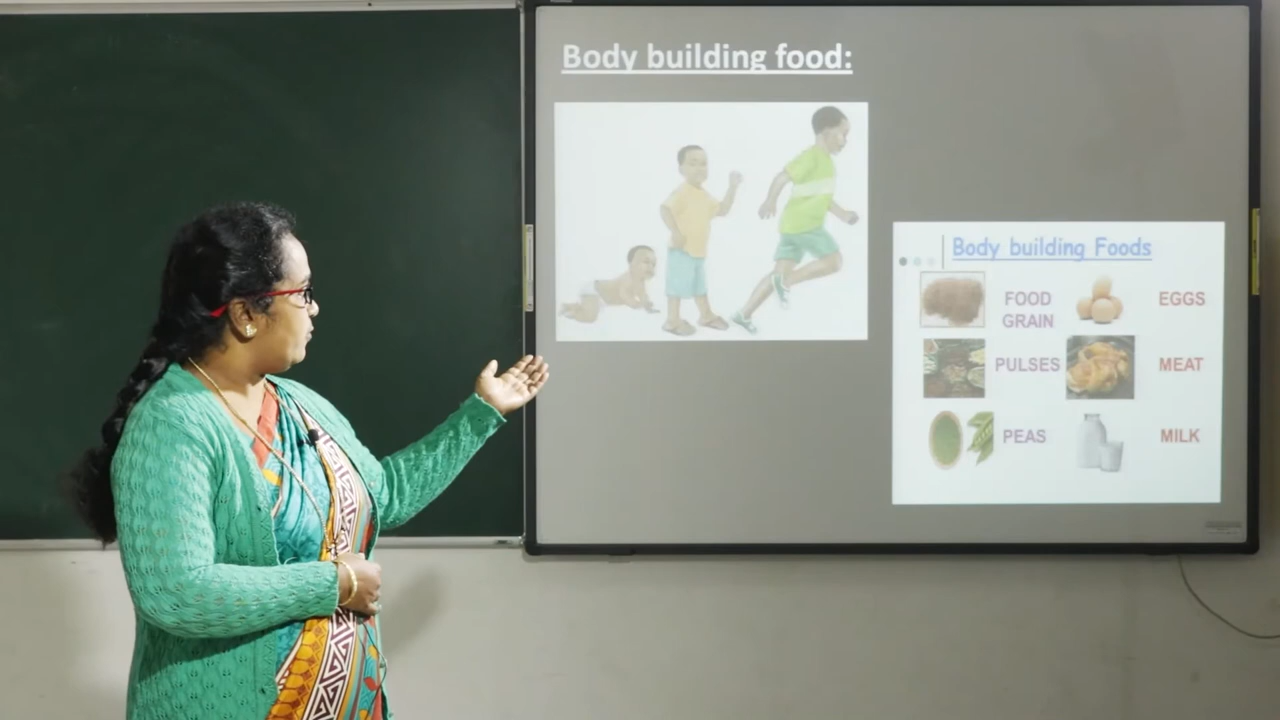 Body building food:
Body building Foods
FOOD
GRAIN
EGGS
PULSES
MEAT
PEAS
MILK